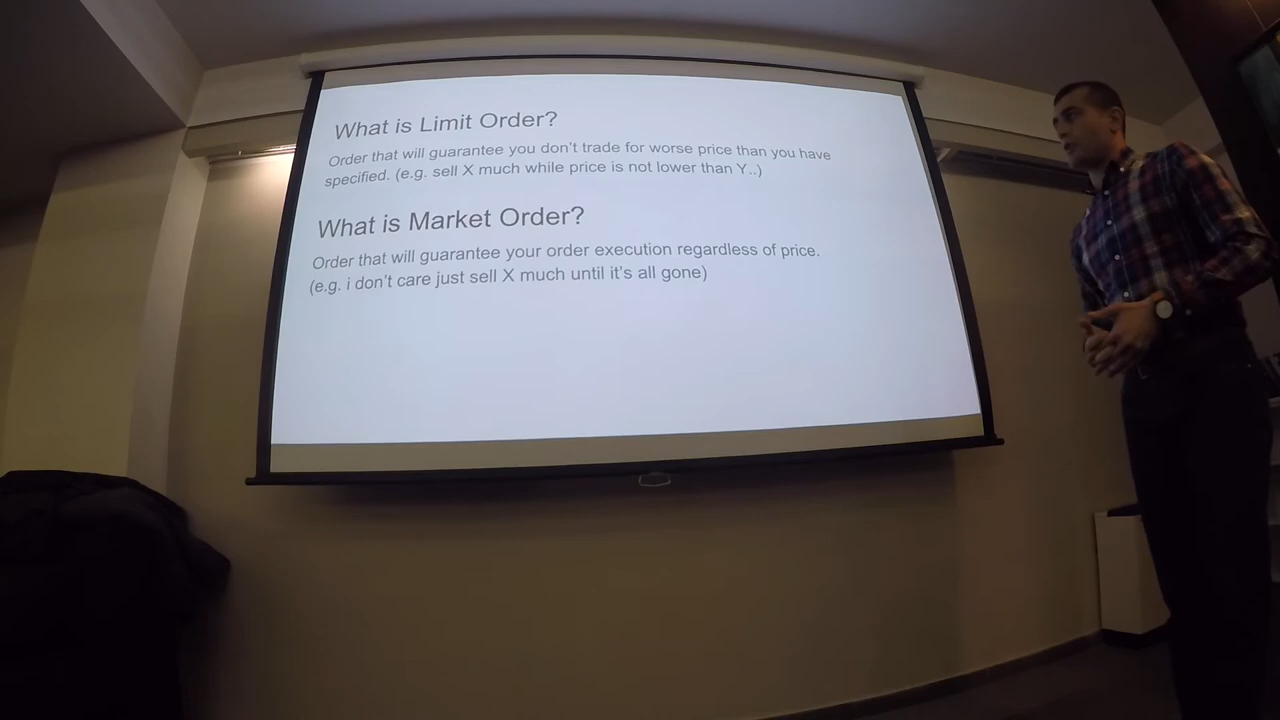 What is Limit Order?
Order that will guarantee you don't trade for worse price than you have
specified. (e.g. sell X much while price is not lower than Y..)
What is Market Order?
Order that will guarantee your order execution regardless of price.
(e.g. i don't care just sell X much until it's all gone)